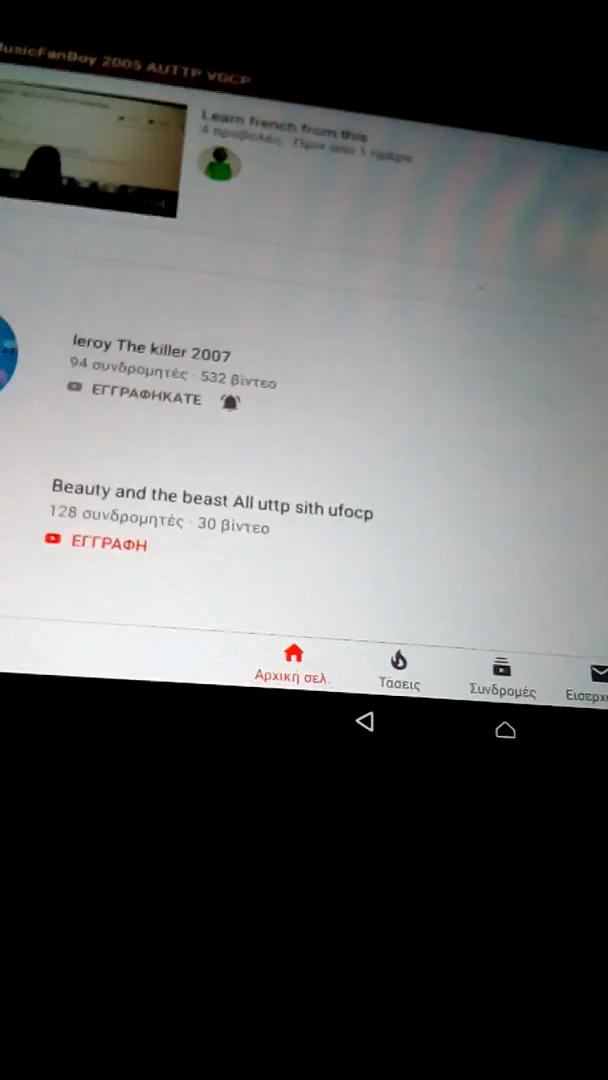 MusicFanBoy 2005 AUTTP VGCP
Learn french from this
4 προβολές · Πριν από 1 ημέρα
leroy The killer 2007
94 συνδρομητές · 532 βίντεο
ΕΓΓΡΑΦΗΚΑΤΕ
Beauty and the beast All uttp sith ufocp
128 συνδρομητές · 30 βίντεο
ΕΓΓΡΑΦΗ
Αρχική σελ. Τάσεις Συνδρομές